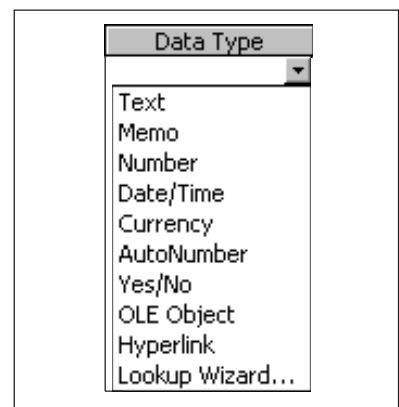 Data Type
Text
Memo
Number
Date/Time
Currency
AutoNumber
Yes/No
OLE Object
Hyperlink
Lookup Wizard...